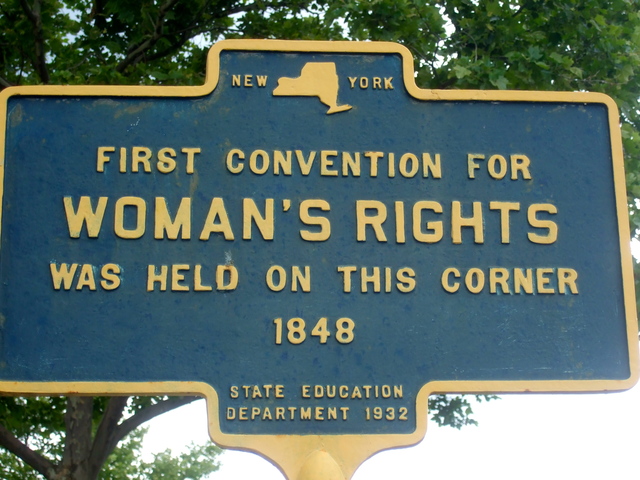 NEW YORK
FIRST CONVENTION FOR
WOMAN'S RIGHTS
WAS HELD ON THIS CORNER
1848
STATE EDUCATION
DEPARTMENT 1932